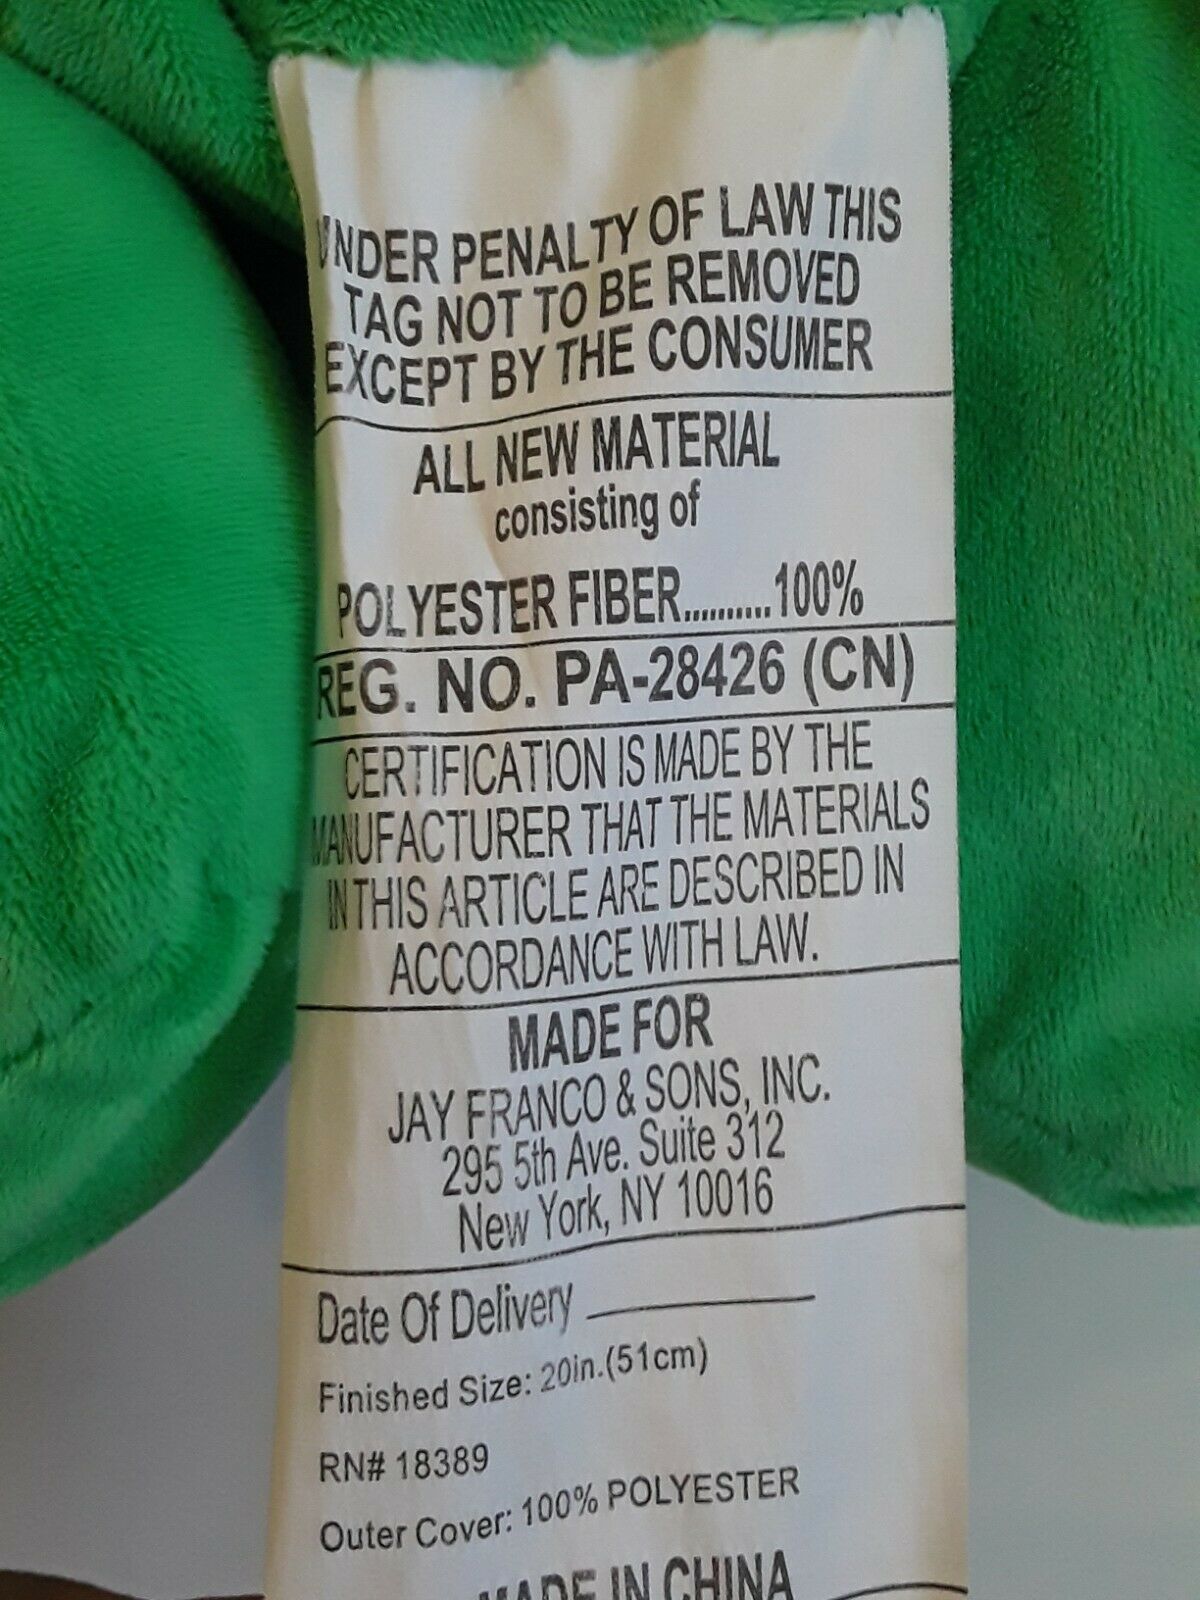 UNDER PENALTY OF LAW THIS
TAG NOT TO BE REMOVED
EXCEPT BY THE CONSUMER
ALL NEW MATERIAL
consisting of
POLYESTER FIBER..........100%
REG. NO. PA-28426 (CN)
CERTIFICATION IS MADE BY THE
MANUFACTURER THAT THE MATERIALS
IN THIS ARTICLE ARE DESCRIBED IN
ACCORDANCE WITH LAW.
MADE FOR
JAY FRANCO & SONS, INC.
295 5th Ave. Suite 312
New York, NY 10016
Date Of Delivery
Finished Size: 20in.(51cm)
RN# 18389
Outer Cover: 100% POLYESTER
MADE IN CHINA